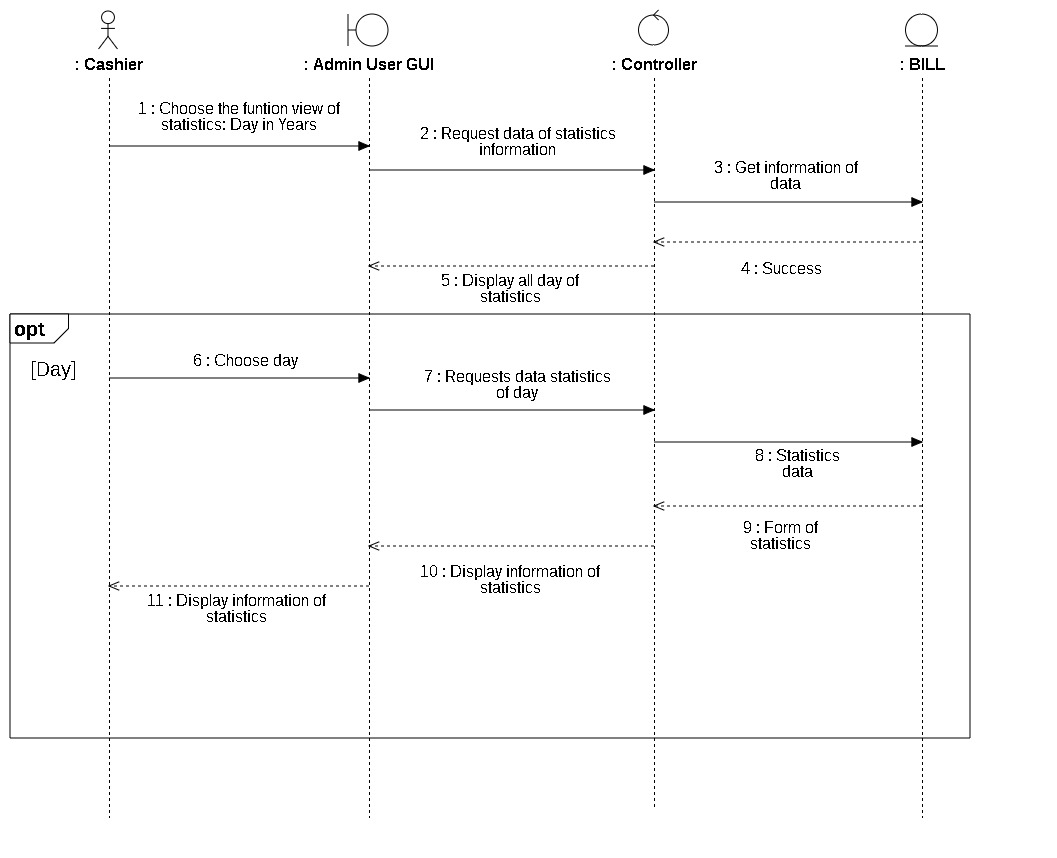 : Cashier
: Admin User GUI
: Controller
: BILL
1 : Choose the funtion view of
statistics: Day in Years
2 : Request data of statistics
information
3 : Get information of
data
4 : Success
5 : Display all day of
statistics
opt
[Day]
6 : Choose day
7 : Requests data statistics
of day
8 : Statistics
data
9 : Form of
statistics
10 : Display information of
statistics
11 : Display information of
statistics